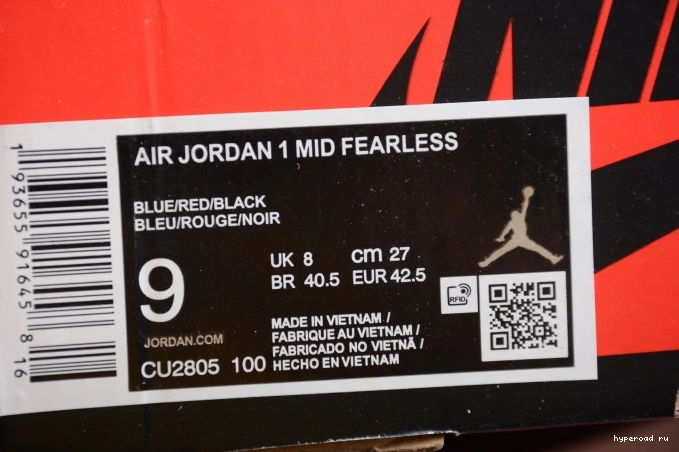 AIR JORDAN 1 MID FEARLESS
BLUE/RED/BLACK
BLEU/ROUGE/NOIR
9
UK 8 cm 27
BR 40.5 EUR 42.5
RFID
JORDAN.COM
CU2805 100
MADE IN VIETNAM /
FABRIQUE AU VIETNAM /
FABRICADO NO VIETNÃ /
HECHO EN VIETNAM
1 93655 91645 8 16
hyperoad ru